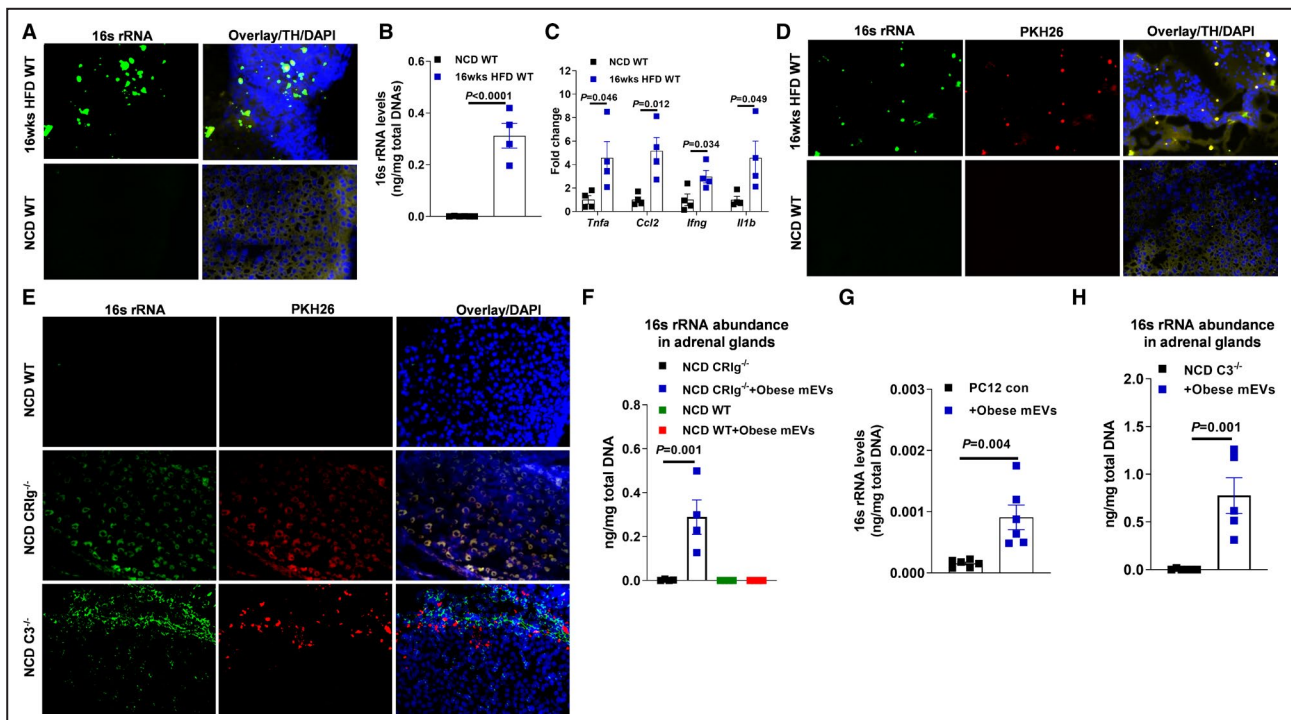 A
16s rRNA
Overlay/TH/DAPI
16wks HFD WT
NCD WT
B
NCD WT
16wks HFD WT
P<0.0001
16s rRNA levels
(ng/mg total DNAs)
0.6
0.4
0.2
0.0
C
NCD WT
16wks HFD WT
P=0.046
P=0.012
P=0.034
P=0.049
Fold change
12
10
8
6
4
2
0
Tnfa Ccl2 Ifng Il1b
D
16s rRNA
PKH26
Overlay/TH/DAPI
16wks HFD WT
NCD WT
E
16s rRNA
PKH26
Overlay/DAPI
NCD WT
NCD CRIg-/-
NCD C3-/-
F
16s rRNA abundance
in adrenal glands
NCD CRIg-/-
NCD CRIg-/-+Obese mEVs
NCD WT
NCD WT+Obese mEVs
P=0.001
ng/mg total DNA
0.8
0.6
0.4
0.2
0.0
G
PC12 con
+Obese mEVs
P=0.004
16s rRNA levels
(ng/mg total DNA)
0.003
0.002
0.001
0.000
H
16s rRNA abundance
in adrenal glands
NCD C3-/-
+Obese mEVs
P=0.001
ng/mg total DNA
2.0
1.5
1.0
0.5
0.0